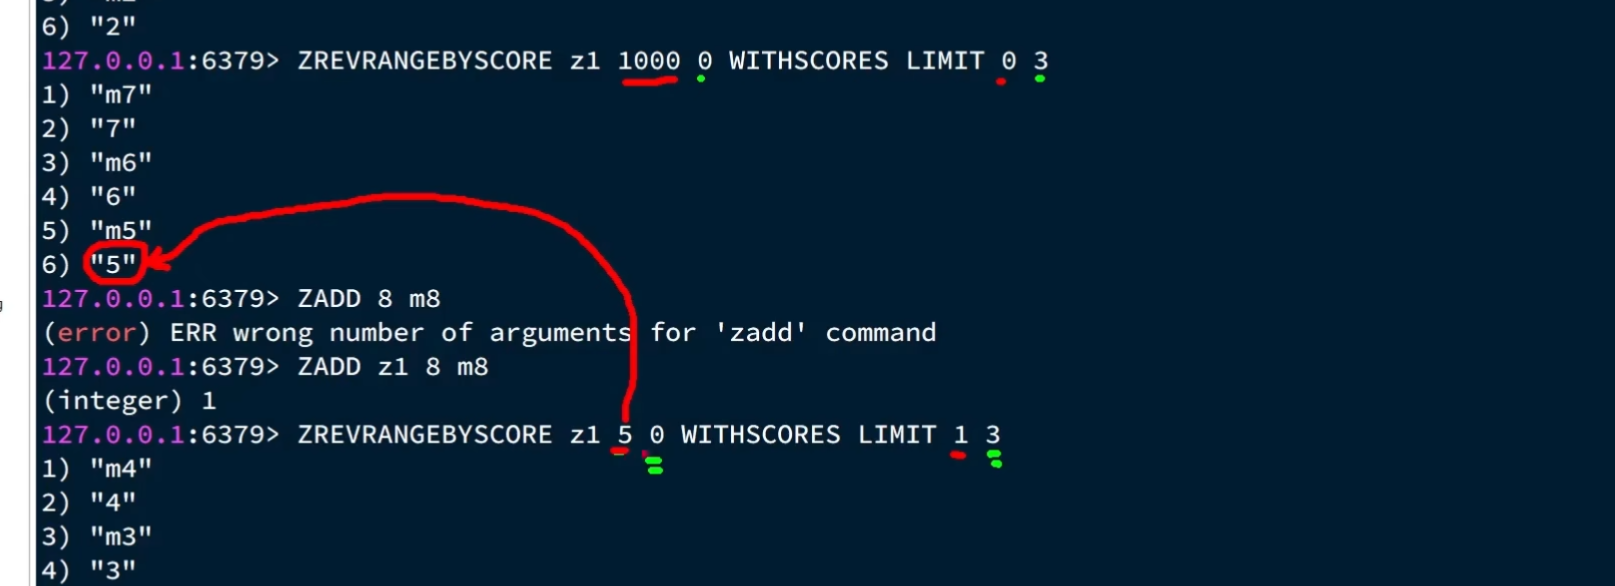 6) "2"
127.0.0.1:6379> ZREVRANGEBYSCORE z1 1000 0 WITHSCORES LIMIT 0 3
1) "m7"
2) "7"
3) "m6"
4) "6"
5) "m5"
6) "5"
127.0.0.1:6379> ZADD 8 m8
(error) ERR wrong number of arguments for 'zadd' command
127.0.0.1:6379> ZADD z1 8 m8
(integer) 1
127.0.0.1:6379> ZREVRANGEBYSCORE z1 5 0 WITHSCORES LIMIT 1 3
1) "m4"
2) "4"
3) "m3"
4) "3"